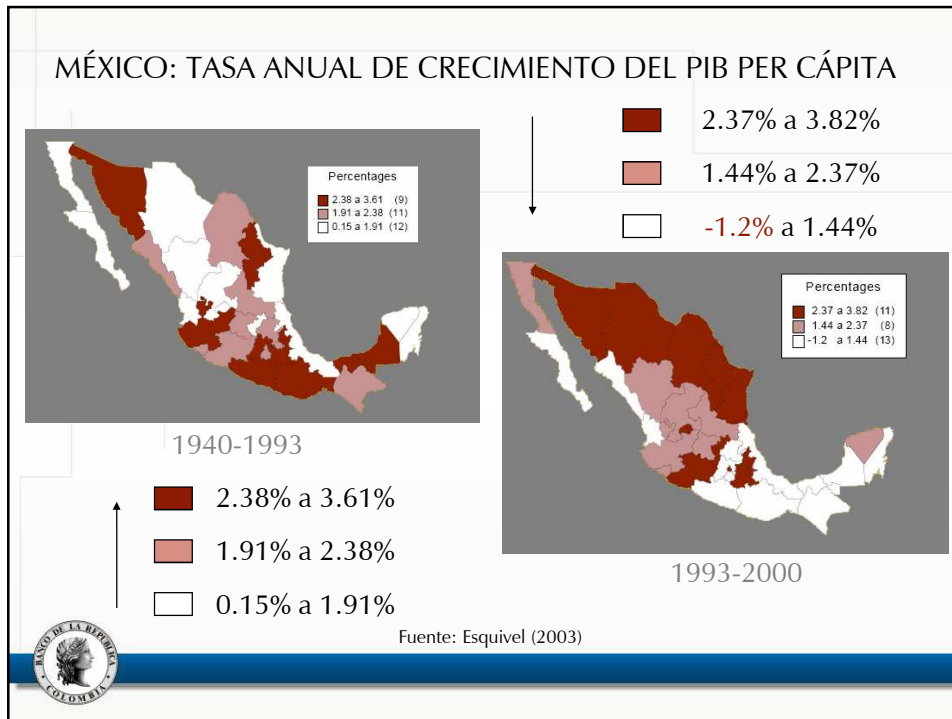 MÉXICO: TASA ANUAL DE CRECIMIENTO DEL PIB PER CÁPITA
2.37% a 3.82%
1.44% a 2.37%
-1.2% a 1.44%
Percentages
2.38 a 3.61 (9)
1.91 a 2.38 (11)
0.15 a 1.91 (12)
1940-1993
Percentages
2.37 a 3.82 (11)
1.44 a 2.37 (8)
-1.2 a 1.44 (13)
1993-2000
2.38% a 3.61%
1.91% a 2.38%
0.15% a 1.91%
Fuente: Esquivel (2003)
BANCO DE LA REPUBLICA
COLOMBIA